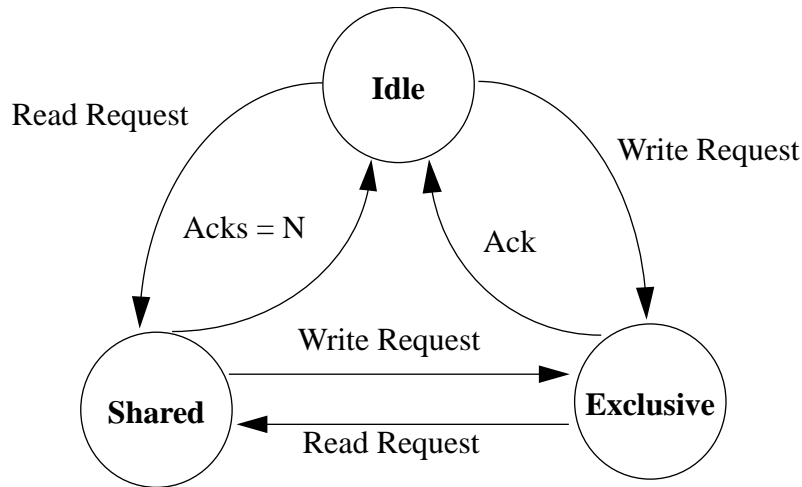 Idle
Read Request
Write Request
Acks = N
Ack
Write Request
Shared
Exclusive
Read Request